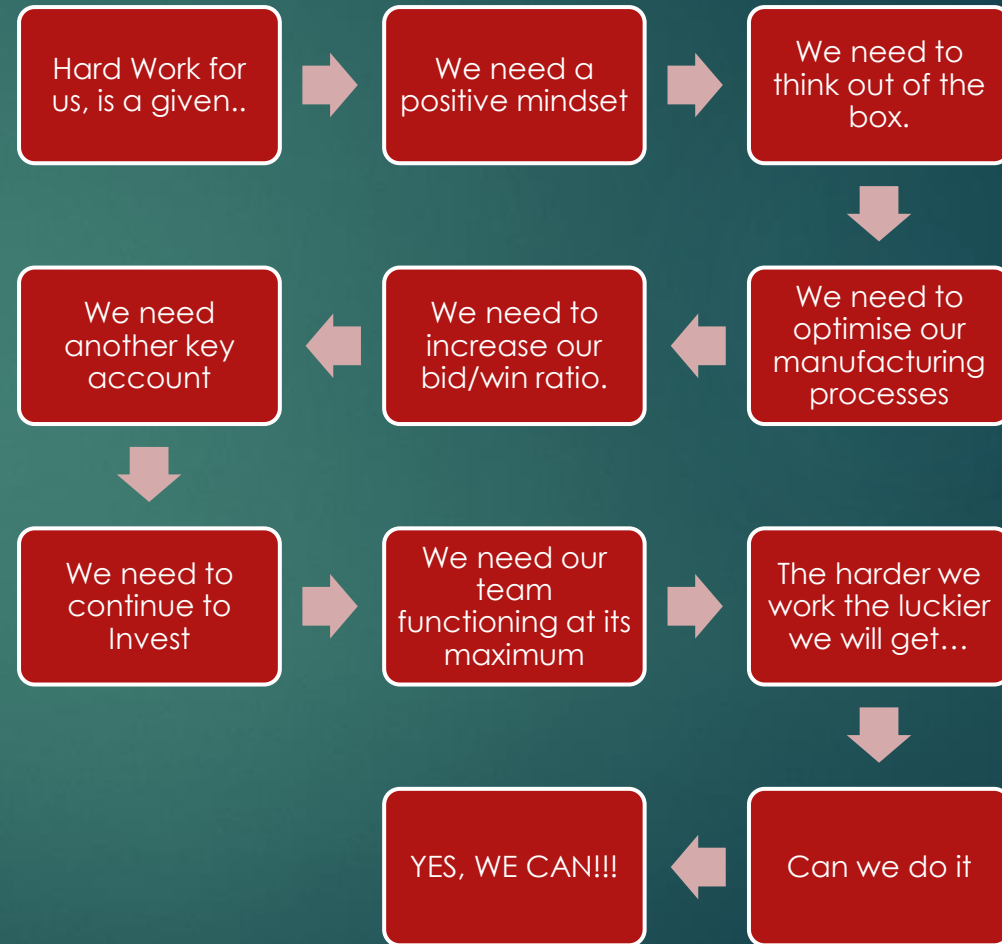 Hard Work for
us, is a given..
We need a
positive mindset
We need to
think out of the
box.
We need to
optimise our
manufacturing
processes
We need to
increase our
bid/win ratio.
We need
another key
account
We need to
continue to
Invest
We need our
team
functioning at its
maximum
The harder we
work the luckier
we will get…
Can we do it
YES, WE CAN!!!